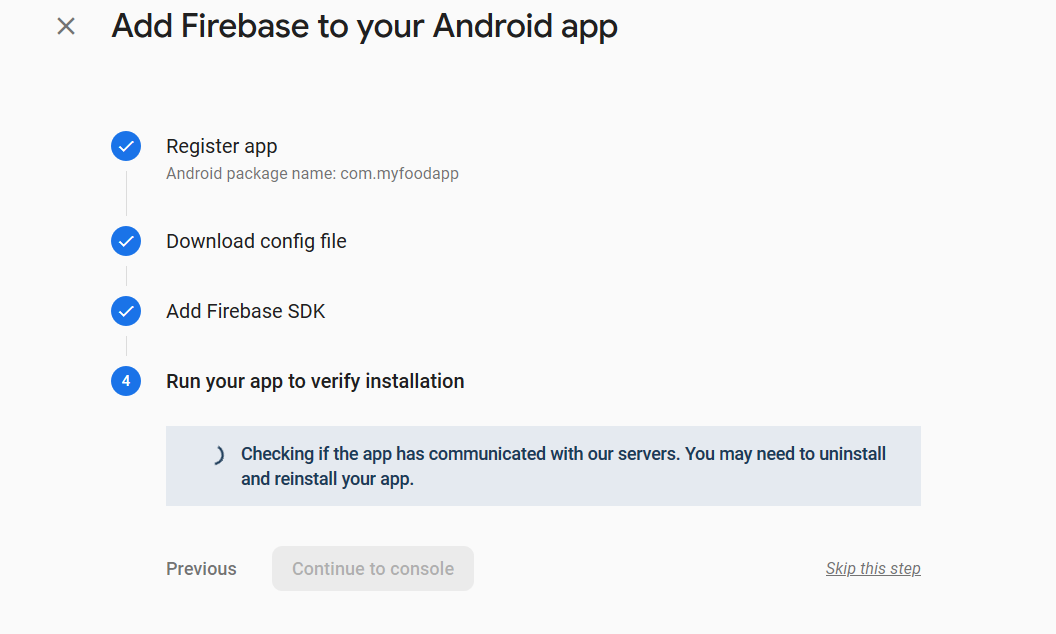 Add Firebase to your Android app
Register app
Android package name: com.myfoodapp
Download config file
Add Firebase SDK
4
Run your app to verify installation
Checking if the app has communicated with our servers. You may need to uninstall
and reinstall your app.
Previous
Continue to console
Skip this step